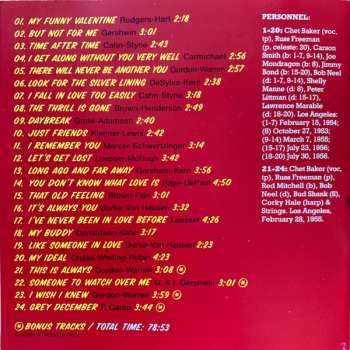 01. MY FUNNY VALENTINE Rodgers-Hart 2:18
02. BUT NOT FOR ME Gershwin 3:01
03. TIME AFTER TIME Cahn-Styne 2:43
04. I GET ALONG WITHOUT YOU VERY WELL Carmichael 2:56
05. THERE WILL NEVER BE ANOTHER YOU Gordon-Warren 2:57
06. LOOK FOR THE SILVER LINING DeSylva-Kern 2:38
07. I FALL IN LOVE TOO EASILY Cahn-Styne 3:18
08. THE THRILL IS GONE Brown-Henderson 2:49
09. DAYBREAK Grofe-Adamson 2:40
10. JUST FRIENDS Klenner-Lewis 2:42
11. I REMEMBER YOU Mercer-Schwertzinger 3:14
12. LET'S GET LOST Loesser-McHugh 3:42
13. LONG AGO AND FAR AWAY Gershwin-Kern 3:56
14. YOU DON'T KNOW WHAT LOVE IS Raye-DePaul 4:50
15. THAT OLD FEELING Brown-Fain 3:01
16. IT'S ALWAYS YOU Burke-Van Heusen 3:32
17. I'VE NEVER BEEN IN LOVE BEFORE Loesser 4:26
18. MY BUDDY Donaldson-Kahn 3:17
19. LIKE SOMEONE IN LOVE Burke-Van Heusen 2:23
20. MY IDEAL Chase-Whiting-Robin 4:21
21. THIS IS ALWAYS Gordon-Warren 3:08
22. SOMEONE TO WATCH OVER ME G. & I. Gershwin 3:01
23. I WISH I KNEW Gordon-Warren 3:59
24. GREY DECEMBER F. Camp 3:44
BONUS TRACKS / TOTAL TIME: 78:53
PERSONNEL:
1-20: Chet Baker (voc,
tp), Russ Freeman
(p, celeste: 30), Carson
Smith (b: 1-7, 9-14), Joe
Mondragon (b: 8), Jimmy
Bond (b: 15-20), Bob Neel
(d: 1-7, 9-14), Shelly
Manne (d: 8), Peter
Littman (d: 15-17),
Lawrence Marable
(d: 18-20). Los Angeles:
(1-7) February 15, 1954;
(8) October 27, 1953;
(9-14) March 7, 1955;
(15-17) July 23, 1956;
(18-20) July 30, 1956.
21-24: Chet Baker (voc,
tp), Russ Freeman (p),
Red Mitchell (b), Bob
Neel (d), Bud Shank (fl),
Corky Hale (harp) &
Strings. Los Angeles,
February 28, 1955.